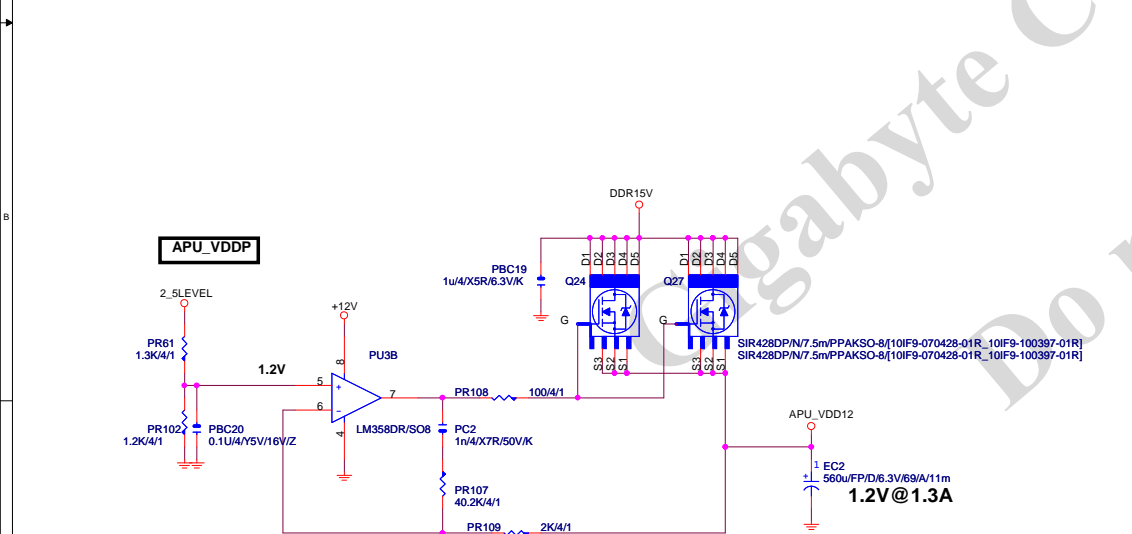 Gigabyte C
Do
B
DDR15V
APU_VDDP
D1 D2 D3 D4 D5
D1 D2 D3 D4 D5
PBC19
1u/4/X5R/6.3V/K
Q24
Q27
2_5LEVEL
+12V
G
G
PR61
1.3K/4/1
SIR428DP/N/7.5m/PPAKSO-8/[10IF9-070428-01R_10IF9-100397-01R]
SIR428DP/N/7.5m/PPAKSO-8/[10IF9-070428-01R_10IF9-100397-01R]
PU3B
8
S3 S2 S1
S3 S2 S1
1.2V
5
+
6
-
7
4
PR108
100/4/1
APU_VDD12
PR102
1.2K/4/1
PBC20
0.1U/4/Y5V/16V/Z
LM358DR/SO8
PC2
1n/4/X7R/50V/K
1
+
EC2
560u/FP/D/6.3V/69/A/11m
1.2V@1.3A
PR107
40.2K/4/1
PR109
2K/4/1